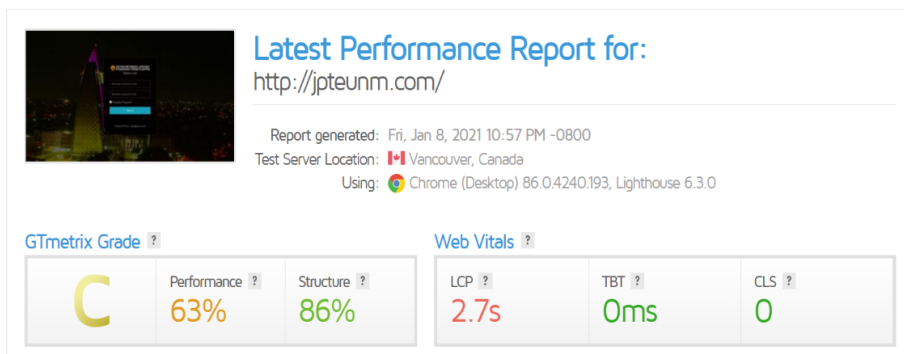 Latest Performance Report for:
http://jpteunm.com/
Report generated: Fri, Jan 8, 2021 10:57 PM -0800
Test Server Location: Vancouver, Canada
Using: Chrome (Desktop) 86.0.4240.193, Lighthouse 6.3.0
GTmetrix Grade ?
Web Vitals ?
C
Performance ?
63%
Structure ?
86%
LCP ?
2.7s
TBT ?
0ms
CLS ?
0